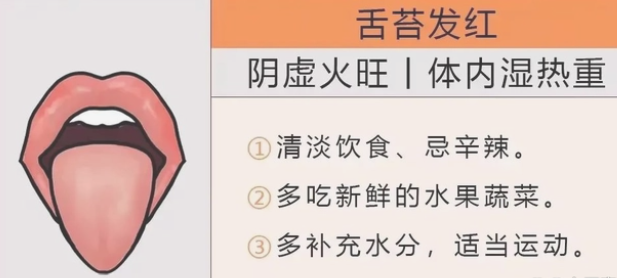 舌苔发红
阴虚火旺丨体内湿热重
①清淡饮食、忌辛辣。
②多吃新鲜的水果蔬菜。
③多补充水分，适当运动。